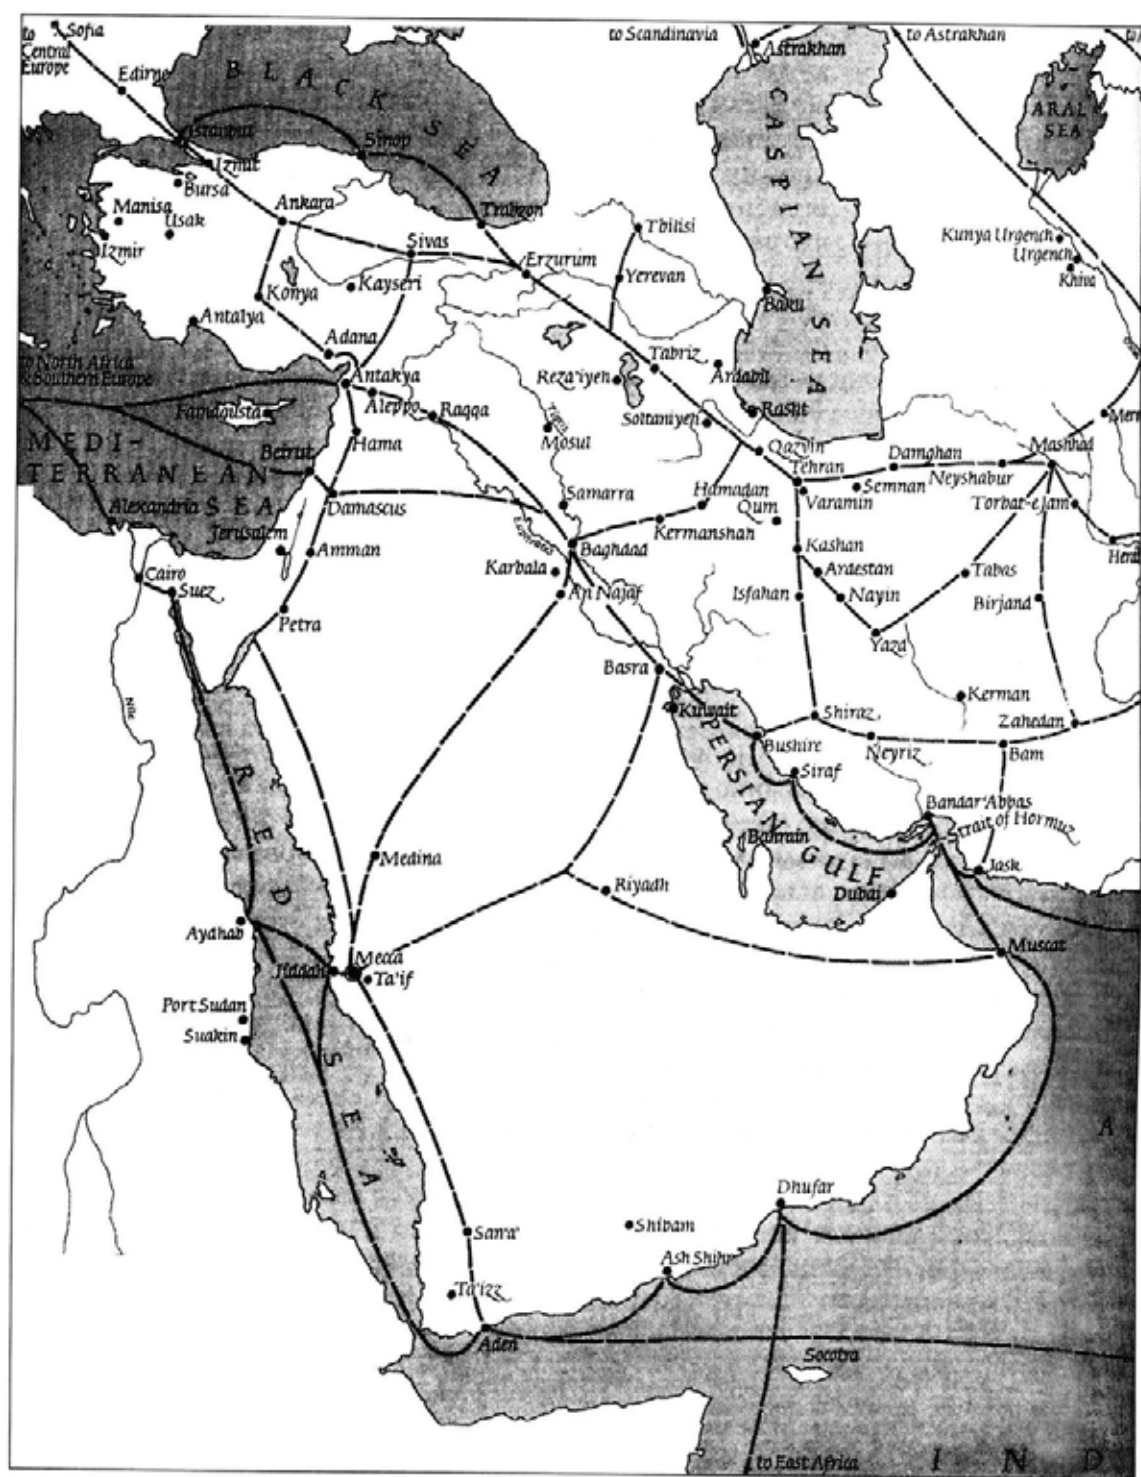 to
Central
Europe
Sofia
to Scandinavia
Astrakhan
to Astrakhan
Edirne
BLACK SEA
CASPIAN SEA
ARAL
SEA
Istanbul
Sinop
Iznut
Bursa
Ankara
Trabzon
Tbilisi
Manisa
Usak
Izmir
Sivas
Erzurum
Yerevan
Kunya Urgench
Urgench
Khiva
Konya
Kayseri
Baku
Antalya
Adana
Tabriz
Ardabil
to North Africa
& Southern Europe
Antakya
Reza'iyeh
Famagusta
Aleppo
Raqqa
Tigris
Soltaniyeh
Rasht
Mosul
Hama
MEDI-
TERRANEAN
SEA
Beirut
Qazvin
Tehran
Damghan
Mashhad
Neyshabur
Alexandria
Damascus
Samarra
Hamadan
Varamin
Semnan
Torbat-e Jam
Qum
Jerusalem
Amman
Euphrates
Baghdad
Kermanshah
Kashan
Cairo
Suez
Karbala
An Najaf
Ardestan
Tabas
Isfahan
Nayin
Birjand
Petra
Yaza
Basra
Nile
Kuwait
Kerman
Shiraz
Zahedan
Bushire
Neyriz
Bam
PERSIAN GULF
Siraf
Bandar 'Abbas
Strait of Hormuz
RED SEA
Bahrain
Medina
Jask
Riyadh
Dubai
Aydhab
Mecca
Muscat
Jiddah
Ta'if
Port Sudan
Suakin
A
Dhufar
Shibam
San'a'
Ash Shihr
Ta'izz
Aden
Socotra
to East Africa
I N D